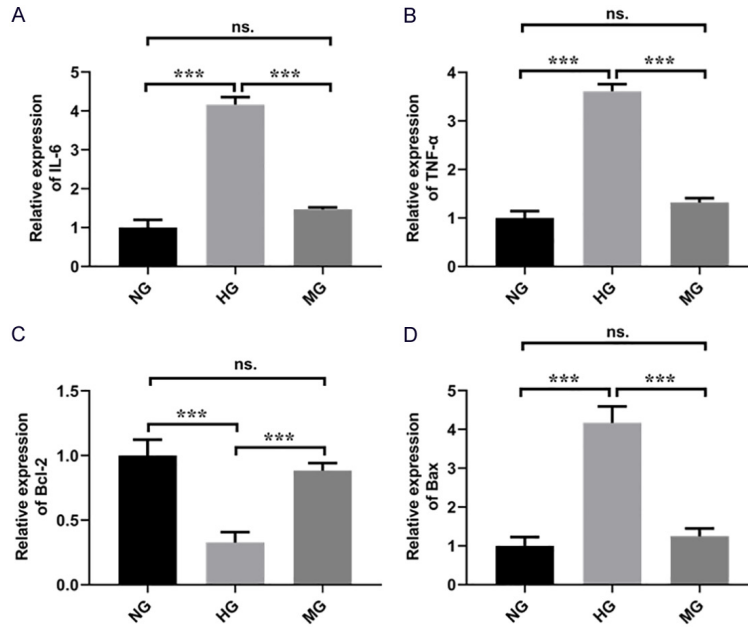 A
ns.
***
***
Relative expression
of IL-6
5
4
3
2
1
0
NG
HG
MG
B
ns.
***
***
Relative expression
of TNF-α
4
3
2
1
0
NG
HG
MG
C
ns.
***
***
Relative expression
of Bcl-2
1.5
1.0
0.5
0.0
NG
HG
MG
D
ns.
***
***
Relative expression
of Bax
5
4
3
2
1
0
NG
HG
MG